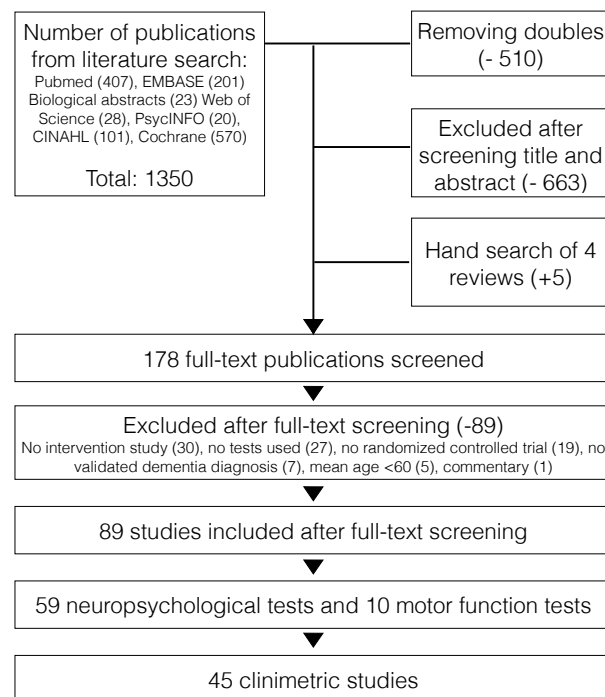 Number of publications
from literature search:
Pubmed (407), EMBASE (201)
Biological abstracts (23) Web of
Science (28), PsycINFO (20),
CINAHL (101), Cochrane (570)
Total: 1350
Removing doubles
(- 510)
Excluded after
screening title and
abstract (- 663)
Hand search of 4
reviews (+5)
178 full-text publications screened
Excluded after full-text screening (-89)
No intervention study (30), no tests used (27), no randomized controlled trial (19), no
validated dementia diagnosis (7), mean age <60 (5), commentary (1)
89 studies included after full-text screening
59 neuropsychological tests and 10 motor function tests
45 clinimetric studies